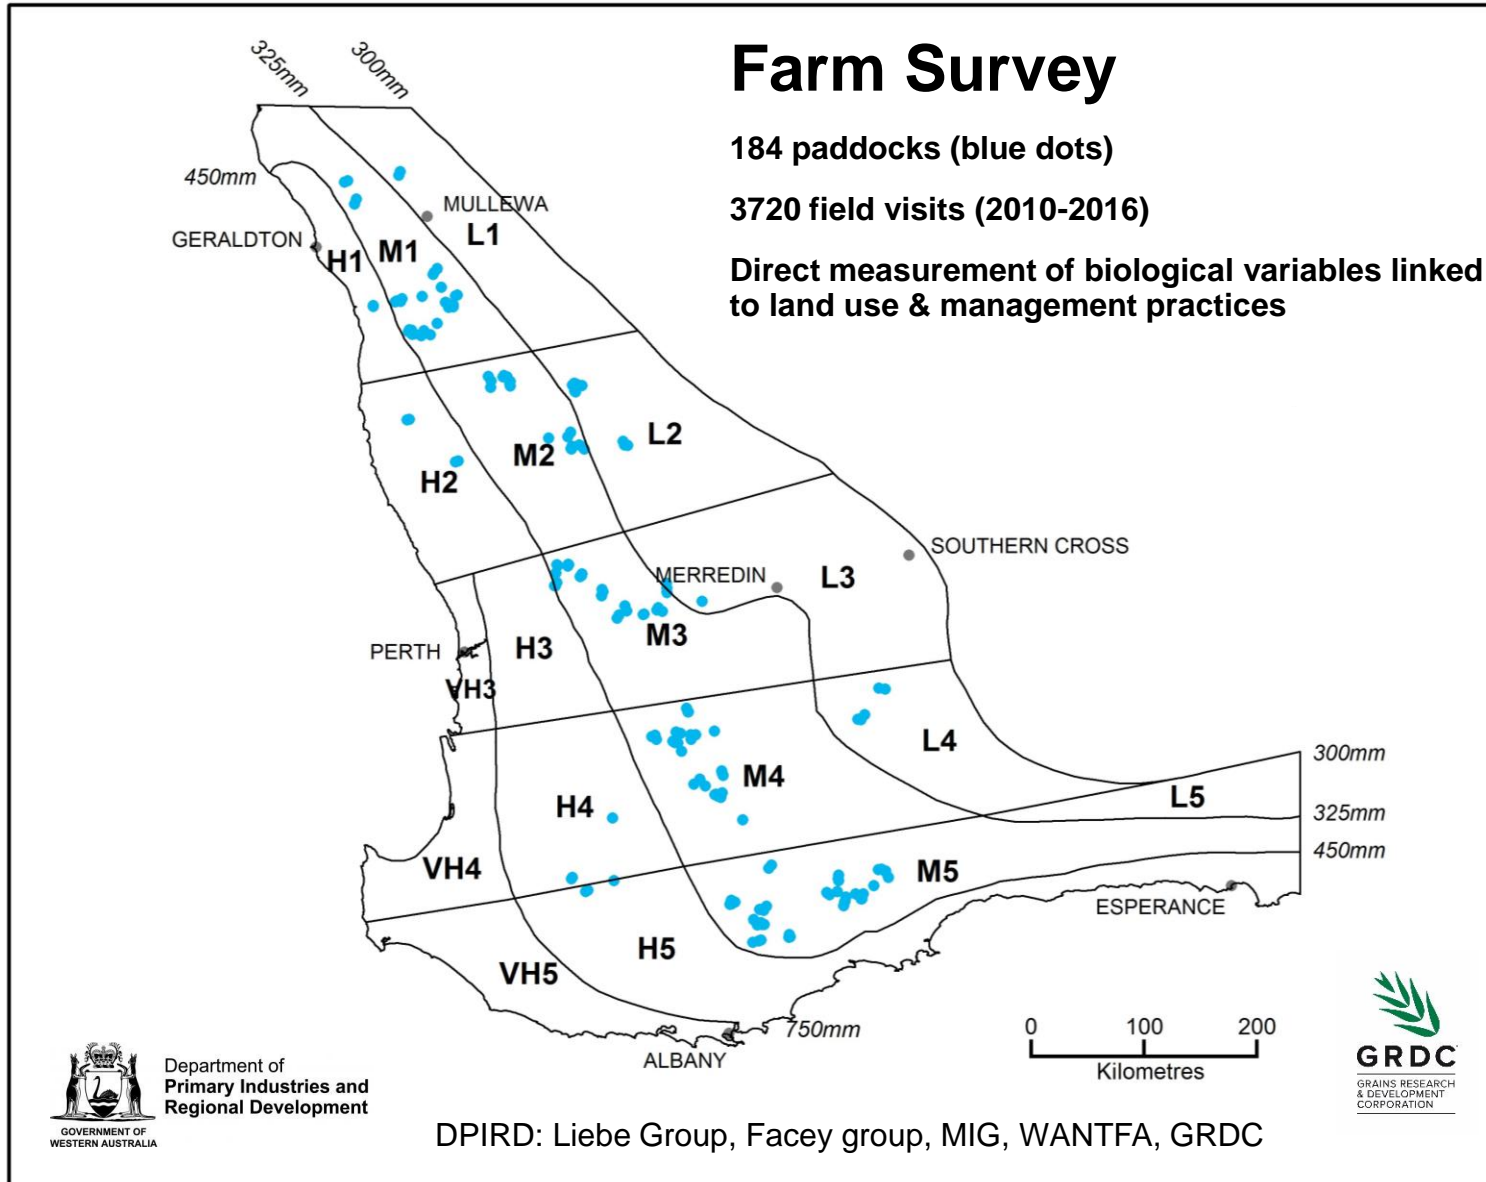 Farm Survey
184 paddocks (blue dots)
3720 field visits (2010-2016)
Direct measurement of biological variables linked
to land use & management practices
325mm
300mm
450mm
MULLEWA
GERALDTON
L1
M1
H1
L2
M2
H2
SOUTHERN CROSS
MERREDIN
L3
M3
H3
PERTH
VH3
L4
M4
H4
300mm
L5
325mm
450mm
VH4
M5
ESPERANCE
H5
VH5
750mm
ALBANY
0 100 200
Kilometres
GOVERNMENT OF
WESTERN AUSTRALIA
Department of
Primary Industries and
Regional Development
GRDC
GRAINS RESEARCH
& DEVELOPMENT
CORPORATION
DPIRD: Liebe Group, Facey group, MIG, WANTFA, GRDC